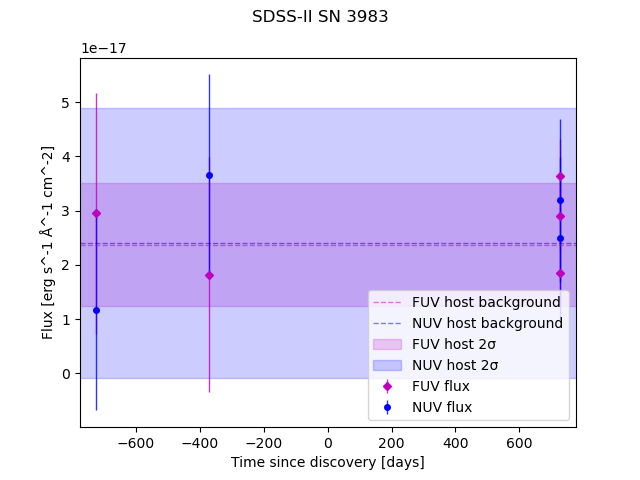 SDSS-II SN 3983
1e−17
5
4
3
2
1
0
Flux [erg s^-1 Å^-1 cm^-2]
FUV host background
NUV host background
FUV host 2σ
NUV host 2σ
FUV flux
NUV flux
−600 −400 −200 0 200 400 600
Time since discovery [days]